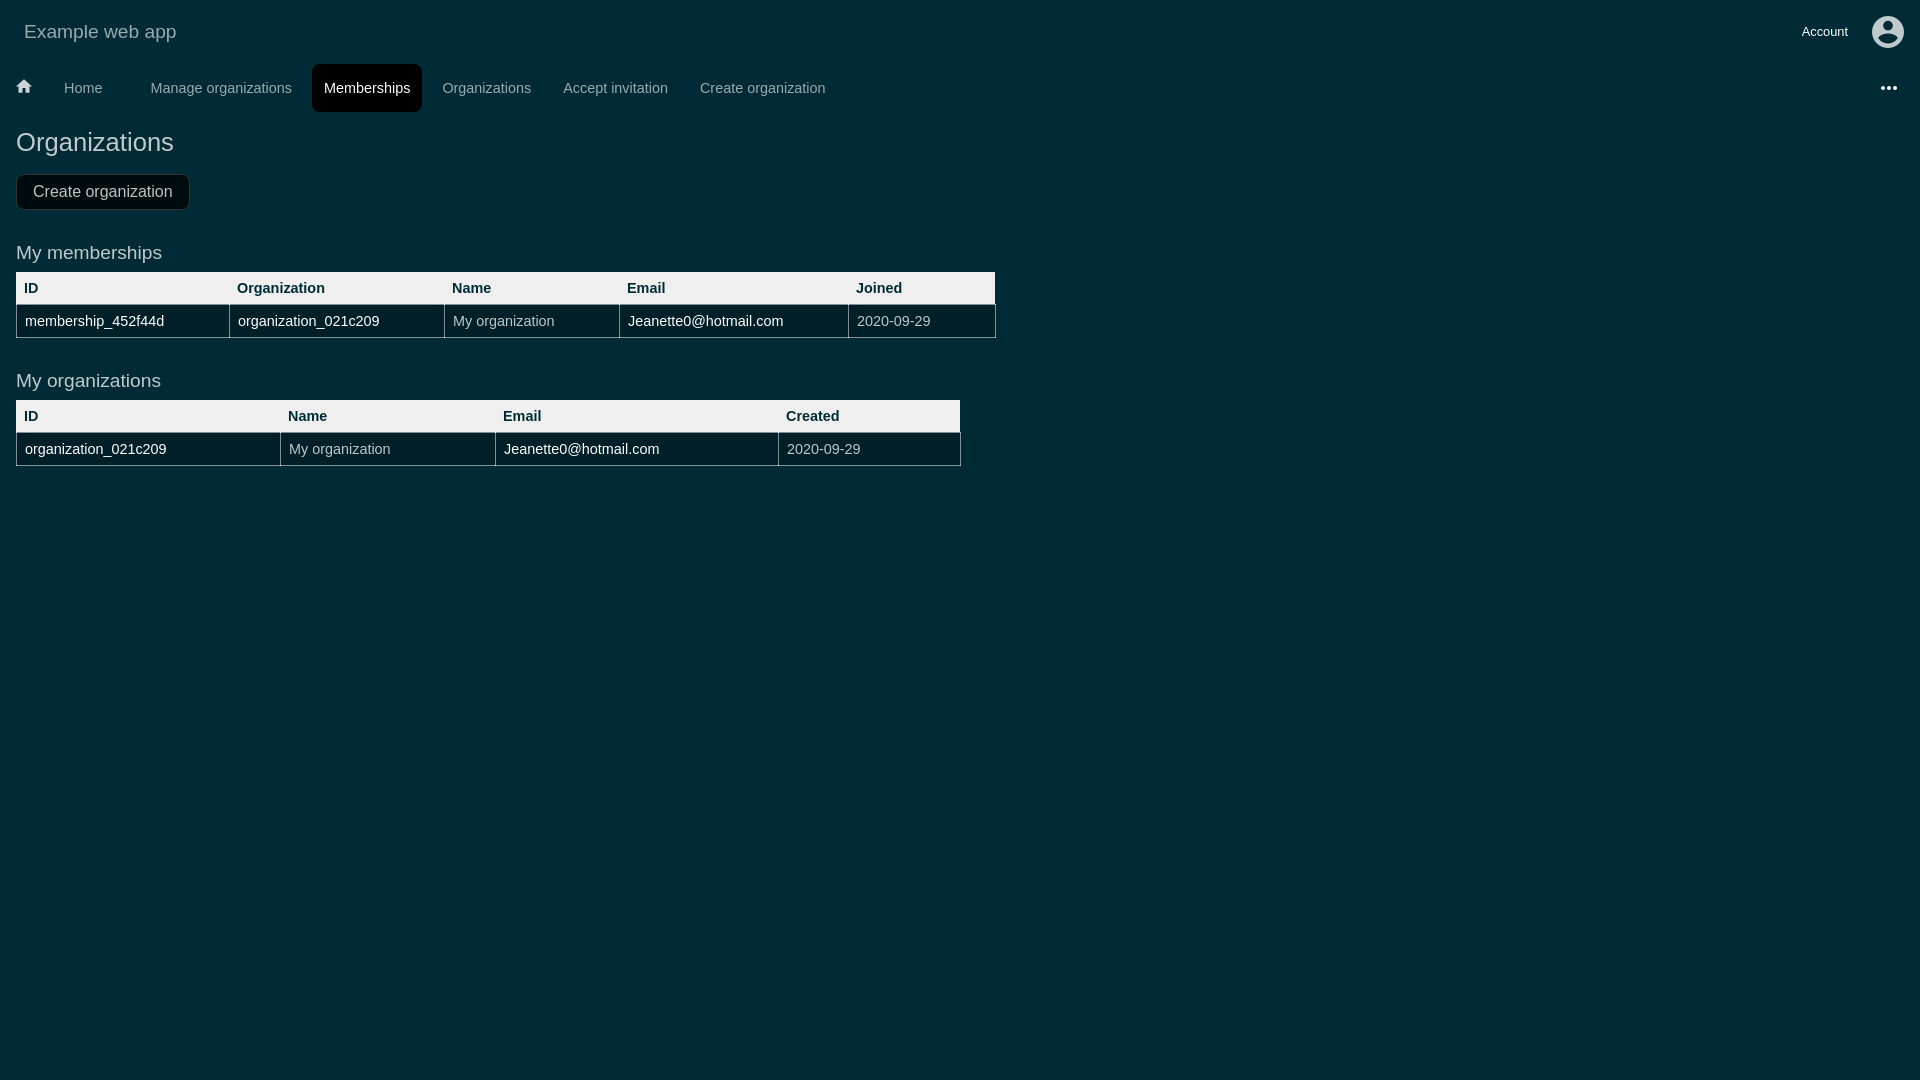 Example web app
Account
Home
Manage organizations
Memberships
Organizations
Accept invitation
Create organization
Organizations
Create organization
My memberships
ID Organization Name Email Joined
membership_452f44d organization_021c209 My organization Jeanette0@hotmail.com 2020-09-29
My organizations
ID Name Email Created
organization_021c209 My organization Jeanette0@hotmail.com 2020-09-29